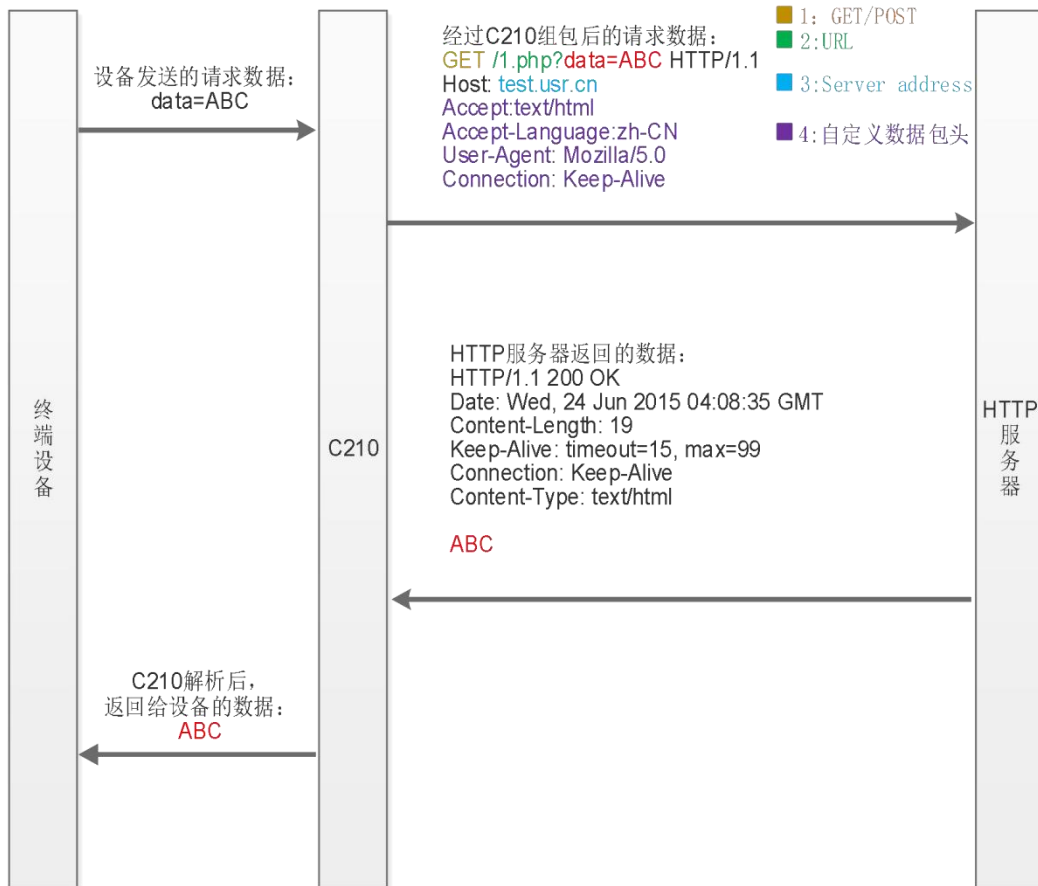 设备发送的请求数据：
data=ABC
经过C210组包后的请求数据：
GET /1.php?data=ABC HTTP/1.1
Host: test.usr.cn
Accept:text/html
Accept-Language:zh-CN
User-Agent: Mozilla/5.0
Connection: Keep-Alive
1: GET/POST
2:URL
3:Server address
4:自定义数据包头
终端设备
C210
HTTP服务器
HTTP服务器返回的数据：
HTTP/1.1 200 OK
Date: Wed, 24 Jun 2015 04:08:35 GMT
Content-Length: 19
Keep-Alive: timeout=15, max=99
Connection: Keep-Alive
Content-Type: text/html
ABC
C210解析后，
返回给设备的数据：
ABC